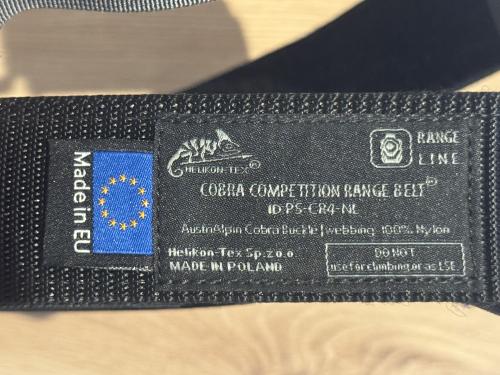 HELIKON-TEX®
RANGE
LINE
COBRA COMPETITION RANGE BELT®
ID:PS-CR4-NL
AustriAlpin Cobra Buckle | webbing 100% Nylon
Helikon-Tex Sp.z o.o
MADE IN POLAND
DO NOT
use for climbing or as LSE
Made in EU